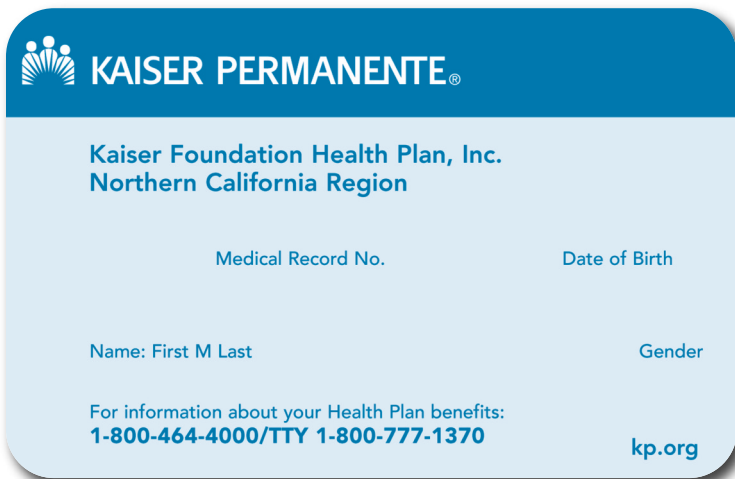 KAISER PERMANENTE®
Kaiser Foundation Health Plan, Inc.
Northern California Region
Medical Record No. Date of Birth
Name: First M Last Gender
For information about your Health Plan benefits:
1-800-464-4000/TTY 1-800-777-1370
kp.org